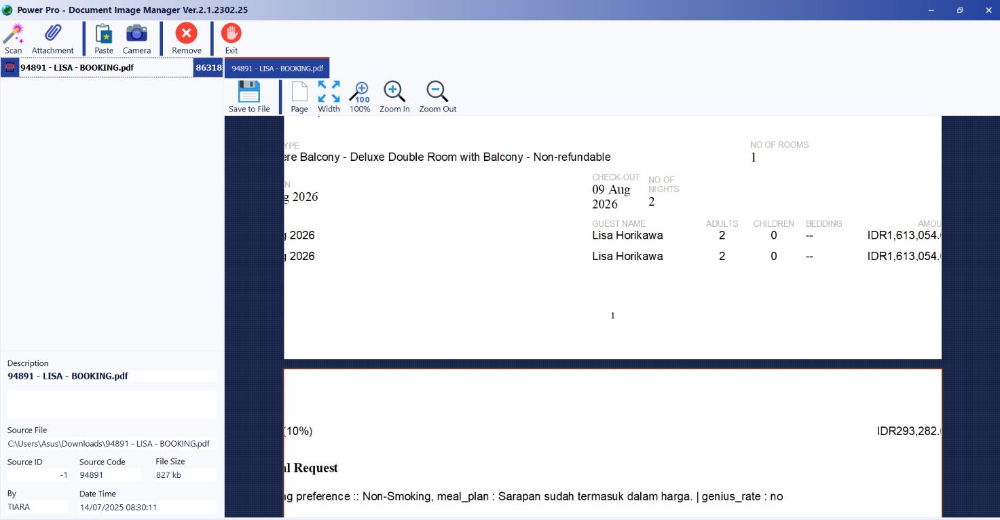 Power Pro - Document Image Manager Ver.2.1.2302.25
Scan Attachment Paste Camera Remove Exit
94891 - LISA - BOOKING.pdf 86318
94891 - LISA - BOOKING.pdf
Save to File Page Width 100% Zoom In Zoom Out
100
YPE NO OF ROOMS
ere Balcony - Deluxe Double Room with Balcony - Non-refundable 1
N CHECK-OUT NO OF NIGHTS
g 2026 09 Aug 2026 2
GUEST NAME ADULTS CHILDREN BEDDING AMOU
2026 Lisa Horikawa 2 0 -- IDR1,613,054.
2026 Lisa Horikawa 2 0 -- IDR1,613,054.
1
(10%) IDR293,282.
l Request
ng preference :: Non-Smoking, meal_plan : Sarapan sudah termasuk dalam harga. | genius_rate : no
Description
94891 - LISA - BOOKING.pdf
Source File
C:\Users\Asus\Downloads\94891 - LISA - BOOKING.pdf
Source ID Source Code File Size
-1 94891 827 kb
By Date Time
TIARA 14/07/2025 08:30:11